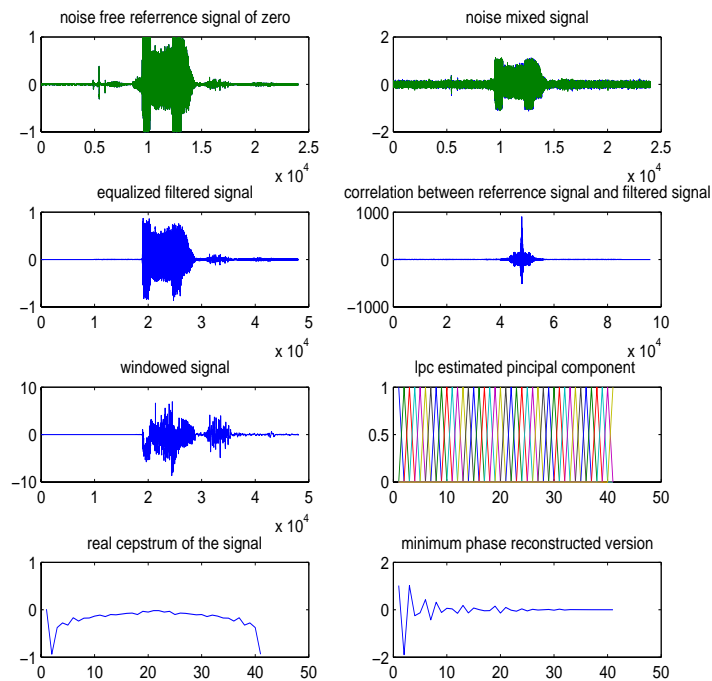 noise free referrence signal of zero
1
0
−1
0 0.5 1 1.5 2 2.5
x 10^4
noise mixed signal
2
0
−2
0 0.5 1 1.5 2 2.5
x 10^4
equalized filtered signal
1
0
−1
0 1 2 3 4 5
x 10^4
correlation between referrence signal and filtered signal
1000
0
−1000
0 2 4 6 8 10
x 10^4
windowed signal
10
0
−10
0 1 2 3 4 5
x 10^4
lpc estimated pincipal component
1
0.5
0
0 10 20 30 40 50
real cepstrum of the signal
1
0
−1
0 10 20 30 40 50
minimum phase reconstructed version
2
0
−2
0 10 20 30 40 50